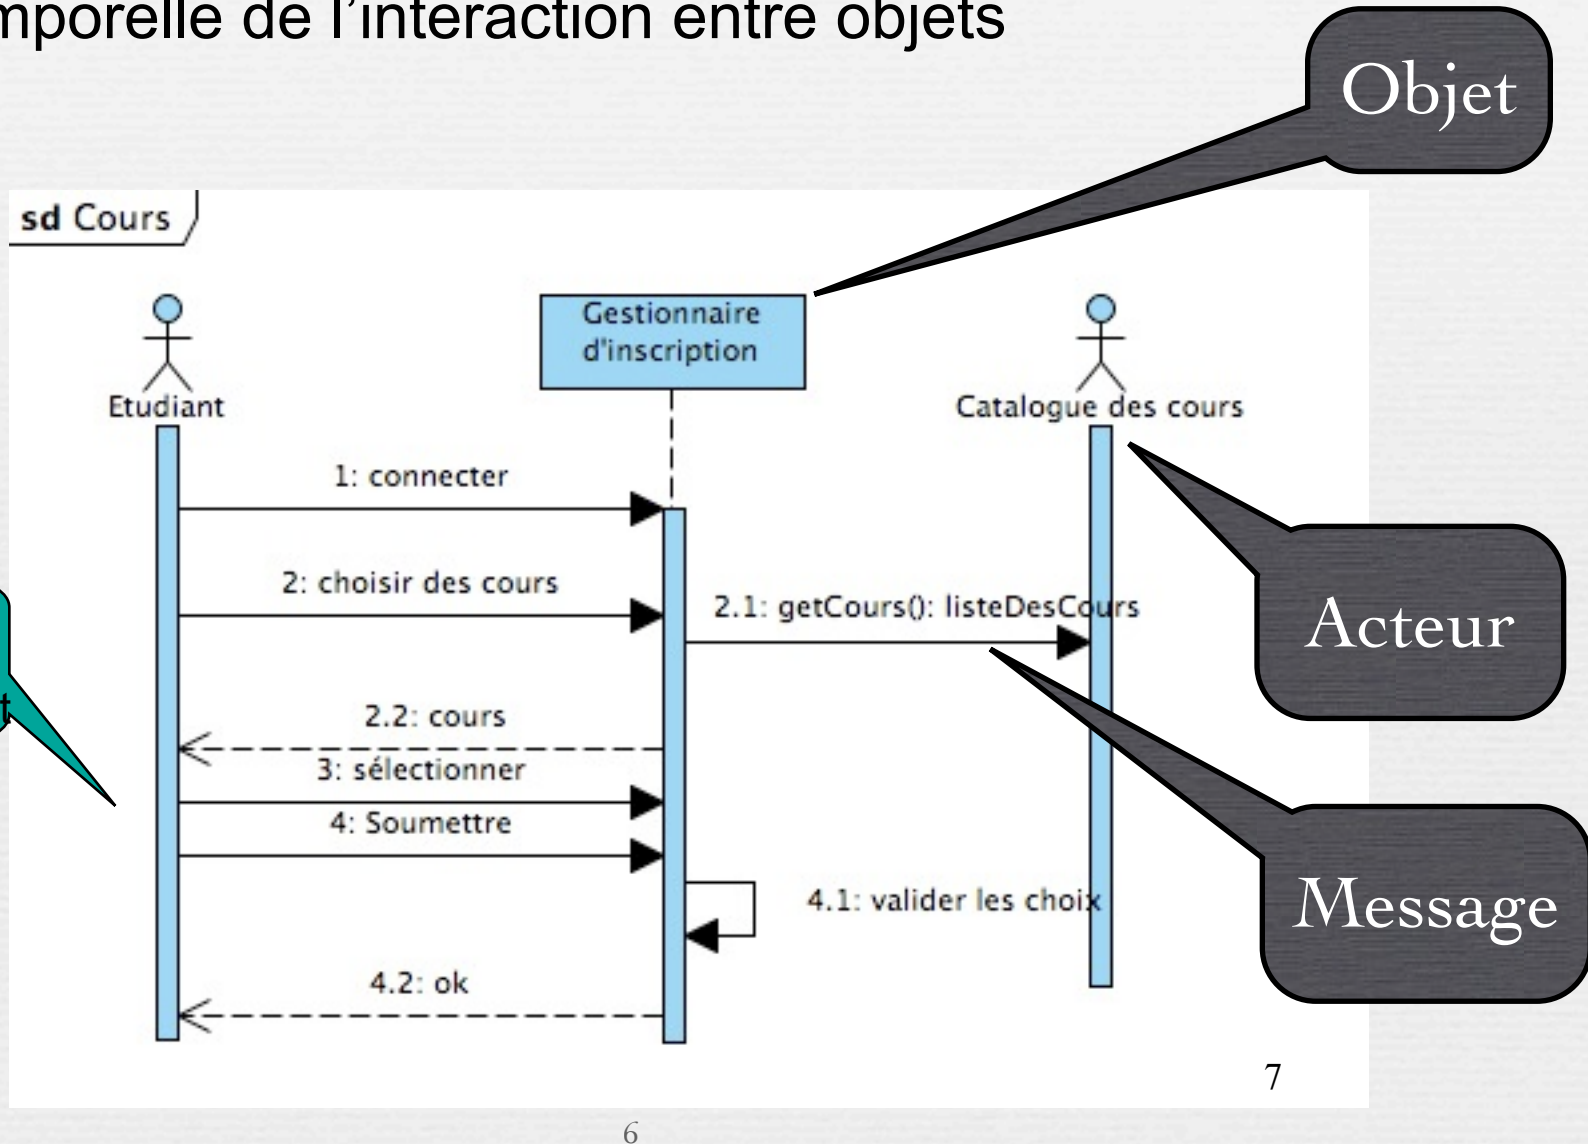 de l'interaction entre objets
Objet
sd Cours
Gestionnaire
d'inscription
Etudiant
Catalogue des cours
1: connecter
2: choisir des cours
2.1: getCours(): listeDesCours
Acteur
2.2: cours
3: sélectionner
4: Soumettre
4.1: valider les choix
Message
4.2: ok
7
6